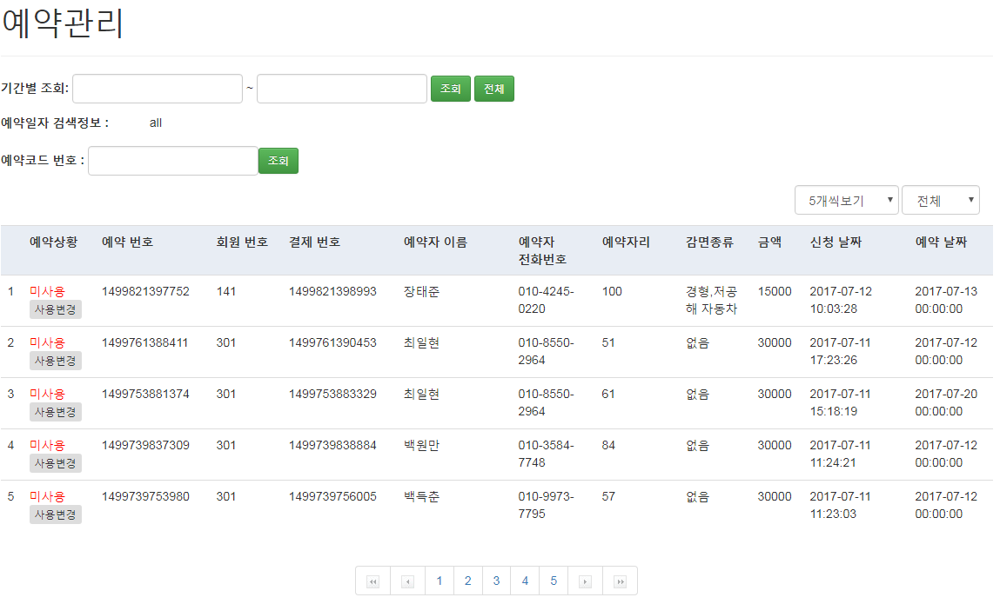 예약관리
기간별 조회: ~ 조회 전체
예약일자 검색정보 : all
예약코드 번호 : 조회
5개씩보기 전체
예약상황 예약 번호 회원 번호 결제 번호 예약자 이름 예약자 예약자리 감면종류 금액 신청 날짜 예약 날짜
전화번호
1 미사용 1499821397752 141 1499821398993 장태준 010-4245- 100 경형,저공 15000 2017-07-12 2017-07-13
사용변경 0220 해 자동차 10:03:28 00:00:00
2 미사용 1499761388411 301 1499761390453 최일현 010-8550- 51 없음 30000 2017-07-11 2017-07-12
사용변경 2964 17:23:26 00:00:00
3 미사용 1499753881374 301 1499753883329 최일현 010-8550- 61 없음 30000 2017-07-11 2017-07-20
사용변경 2964 15:18:19 00:00:00
4 미사용 1499739837309 301 1499739838884 백원만 010-3584- 84 없음 30000 2017-07-11 2017-07-12
사용변경 7748 11:24:21 00:00:00
5 미사용 1499739753980 301 1499739756005 백득춘 010-9973- 57 없음 30000 2017-07-11 2017-07-12
사용변경 7795 11:23:03 00:00:00
1 2 3 4 5